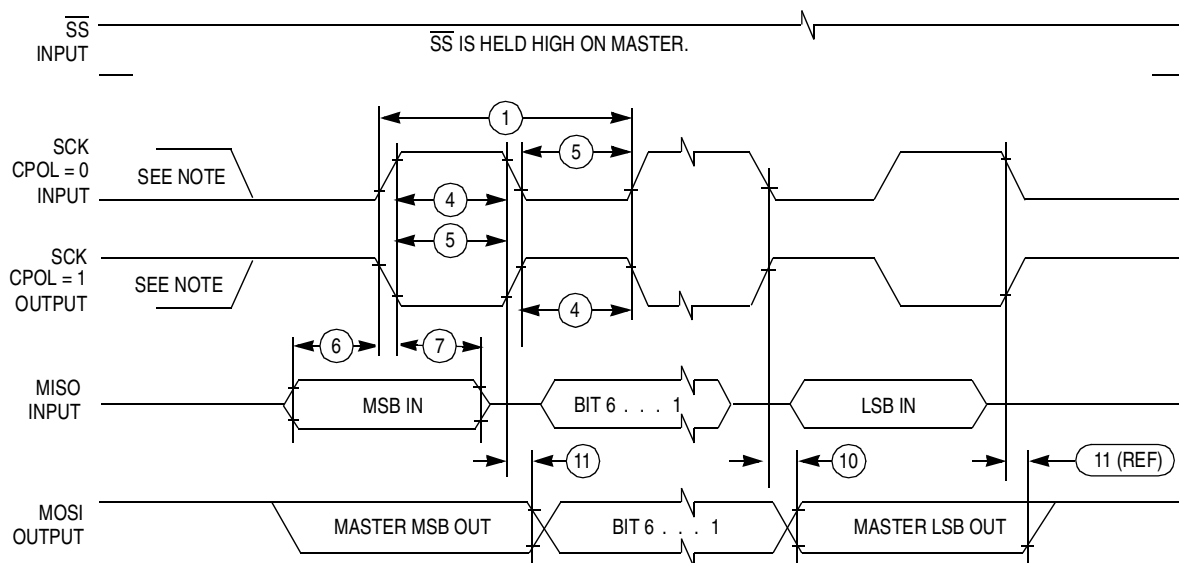 SS
INPUT
SS IS HELD HIGH ON MASTER.
1
SCK
CPOL = 0
INPUT
SEE NOTE
5
4
5
SCK
CPOL = 1
OUTPUT
SEE NOTE
4
6
7
MISO
INPUT
MSB IN
BIT 6 . . . 1
LSB IN
11
10
11 (REF)
MOSI
OUTPUT
MASTER MSB OUT
BIT 6 . . . 1
MASTER LSB OUT